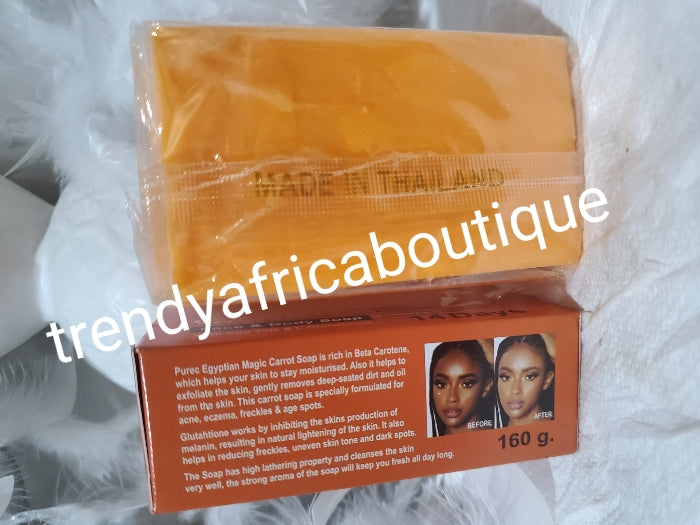 MADE IN THAILAND
trendyafricaboutique
Face & Body Soap
14 Days
Purec Egyptian Magic Carrot Soap is rich in Beta Carotene,
which helps your skin to stay moisturised. Also it helps to
exfoliate the skin, gently removes deep-seated dirt and oil
from the skin. This carrot soap is specially formulated for
acne, eczema, freckles & age spots.
Glutahtione works by inhibiting the skins production of
melanin, resulting in natural lightening of the skin. It also
helps in reducing freckles, uneven skin tone and dark spots.
The Soap has high lathering property and cleanses the skin
very well, the strong aroma of the soap will keep you fresh all day long.
BEFORE
AFTER
160 g.